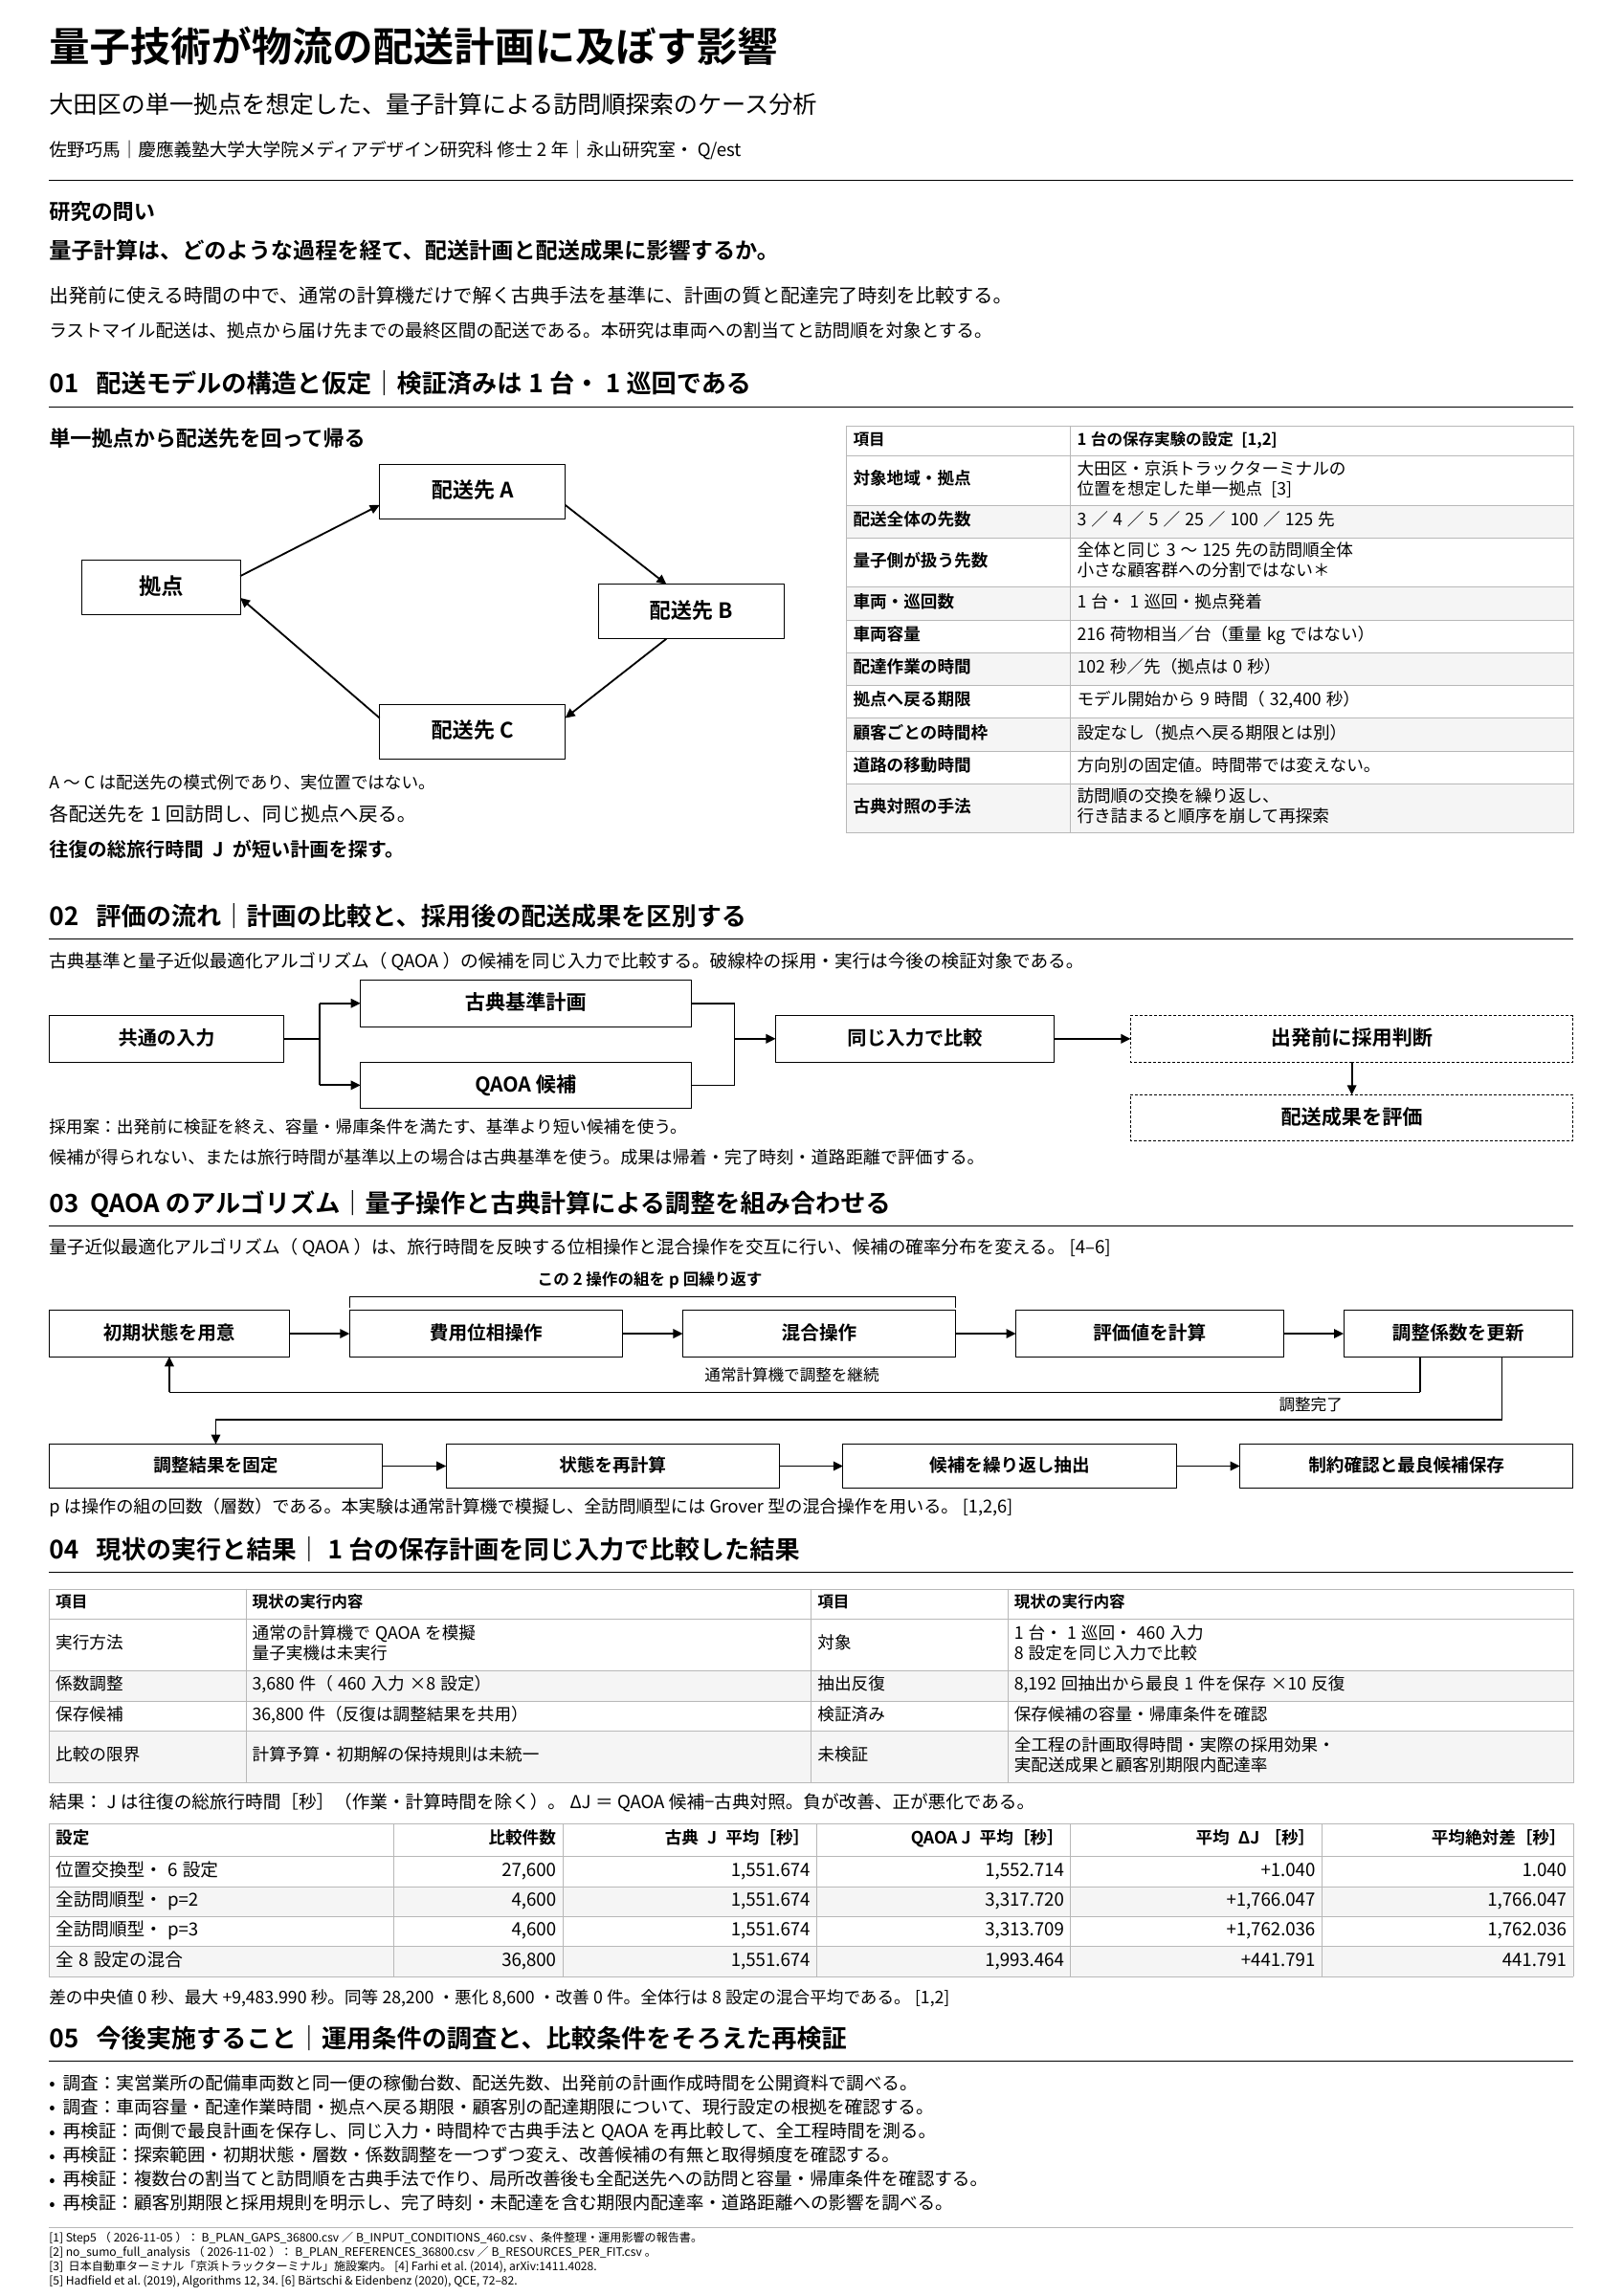 量子技術が物流の配送計画に及ぼす影響
大田区の単一拠点を想定した、量子計算による訪問順探索のケース分析
佐野巧馬｜慶應義塾大学大学院メディアデザイン研究科 修士2年｜永山研究室・Q/est
研究の問い
量子計算は、どのような過程を経て、配送計画と配送成果に影響するか。
出発前に使える時間の中で、通常の計算機だけで解く古典手法を基準に、計画の質と配達完了時刻を比較する。
ラストマイル配送は、拠点から届け先までの最終区間の配送である。本研究は車両への割当てと訪問順を対象とする。
01 配送モデルの構造と仮定｜検証済みは1台・1巡回である
単一拠点から配送先を回って帰る
配送先 A
拠点
配送先 B
配送先 C
A〜Cは配送先の模式例であり、実位置ではない。
各配送先を1回訪問し、同じ拠点へ戻る。
往復の総旅行時間 J が短い計画を探す。
項目 1台の保存実験の設定 [1,2]
対象地域・拠点 大田区・京浜トラックターミナルの
位置を想定した単一拠点 [3]
配送全体の先数 3／4／5／25／100／125先
量子側が扱う先数 全体と同じ3〜125先の訪問順全体
小さな顧客群への分割ではない＊
車両・巡回数 1台・1巡回・拠点発着
車両容量 216荷物相当／台（重量kgではない）
配達作業の時間 102秒／先（拠点は0秒）
拠点へ戻る期限 モデル開始から9時間（32,400秒）
顧客ごとの時間枠 設定なし（拠点へ戻る期限とは別）
道路の移動時間 方向別の固定値。時間帯では変えない。
古典対照の手法 訪問順の交換を繰り返し、
行き詰まると順序を崩して再探索
02 評価の流れ｜計画の比較と、採用後の配送成果を区別する
古典基準と量子近似最適化アルゴリズム（QAOA）の候補を同じ入力で比較する。破線枠の採用・実行は今後の検証対象である。
共通の入力
古典基準計画
QAOA 候補
同じ入力で比較
出発前に採用判断
配送成果を評価
採用案：出発前に検証を終え、容量・帰庫条件を満たす、基準より短い候補を使う。
候補が得られない、または旅行時間が基準以上の場合は古典基準を使う。成果は帰着・完了時刻・道路距離で評価する。
03 QAOAのアルゴリズム｜量子操作と古典計算による調整を組み合わせる
量子近似最適化アルゴリズム（QAOA）は、旅行時間を反映する位相操作と混合操作を交互に行い、候補の確率分布を変える。[4–6]
この2操作の組をp回繰り返す
初期状態を用意
費用位相操作
混合操作
評価値を計算
調整係数を更新
通常計算機で調整を継続
調整完了
調整結果を固定
状態を再計算
候補を繰り返し抽出
制約確認と最良候補保存
pは操作の組の回数（層数）である。本実験は通常計算機で模擬し、全訪問順型にはGrover型の混合操作を用いる。[1,2,6]
04 現状の実行と結果｜1台の保存計画を同じ入力で比較した結果
項目 現状の実行内容 項目 現状の実行内容
実行方法 通常の計算機でQAOAを模擬
量子実機は未実行
対象 1台・1巡回・460入力
8設定を同じ入力で比較
係数調整 3,680件（460入力×8設定） 抽出反復 8,192回抽出から最良1件を保存×10反復
保存候補 36,800件（反復は調整結果を共用） 検証済み 保存候補の容量・帰庫条件を確認
比較の限界 計算予算・初期解の保持規則は未統一 未検証 全工程の計画取得時間・実際の採用効果・
実配送成果と顧客別期限内配達率
結果：Jは往復の総旅行時間［秒］（作業・計算時間を除く）。ΔJ＝QAOA候補−古典対照。負が改善、正が悪化である。
設定 比較件数 古典 J 平均［秒］ QAOA J 平均［秒］ 平均 ΔJ［秒］ 平均絶対差［秒］
位置交換型・6設定 27,600 1,551.674 1,552.714 +1.040 1.040
全訪問順型・p=2 4,600 1,551.674 3,317.720 +1,766.047 1,766.047
全訪問順型・p=3 4,600 1,551.674 3,313.709 +1,762.036 1,762.036
全8設定の混合 36,800 1,551.674 1,993.464 +441.791 441.791
差の中央値0秒、最大+9,483.990秒。同等28,200・悪化8,600・改善0件。全体行は8設定の混合平均である。[1,2]
05 今後実施すること｜運用条件の調査と、比較条件をそろえた再検証
• 調査：実営業所の配備車両数と同一便の稼働台数、配送先数、出発前の計画作成時間を公開資料で調べる。
• 調査：車両容量・配達作業時間・拠点へ戻る期限・顧客別の配達期限について、現行設定の根拠を確認する。
• 再検証：両側で最良計画を保存し、同じ入力・時間枠で古典手法とQAOAを再比較して、全工程時間を測る。
• 再検証：探索範囲・初期状態・層数・係数調整を一つずつ変え、改善候補の有無と取得頻度を確認する。
• 再検証：複数台の割当てと訪問順を古典手法で作り、局所改善後も全配送先への訪問と容量・帰庫条件を確認する。
• 再検証：顧客別期限と採用規則を明示し、完了時刻・未配達を含む期限内配達率・道路距離への影響を調べる。
[1] Step5（2026-11-05）：B_PLAN_GAPS_36800.csv／B_INPUT_CONDITIONS_460.csv、条件整理・運用影響の報告書。
[2] no_sumo_full_analysis（2026-11-02）：B_PLAN_REFERENCES_36800.csv／B_RESOURCES_PER_FIT.csv。
[3] 日本自動車ターミナル「京浜トラックターミナル」施設案内。[4] Farhi et al. (2014), arXiv:1411.4028.
[5] Hadfield et al. (2019), Algorithms 12, 34. [6] Bärtschi & Eidenbenz (2020), QCE, 72–82.